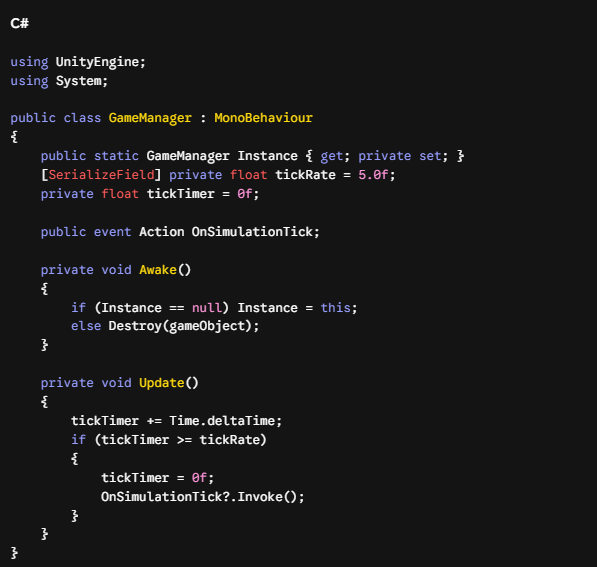 C#
using UnityEngine;
using System;
public class GameManager : MonoBehaviour
{
    public static GameManager Instance { get; private set; }
    [SerializeField] private float tickRate = 5.0f;
    private float tickTimer = 0f;
    public event Action OnSimulationTick;
    private void Awake()
    {
        if (Instance == null) Instance = this;
        else Destroy(gameObject);
    }
    private void Update()
    {
        tickTimer += Time.deltaTime;
        if (tickTimer >= tickRate)
        {
            tickTimer = 0f;
            OnSimulationTick?.Invoke();
        }
    }
}